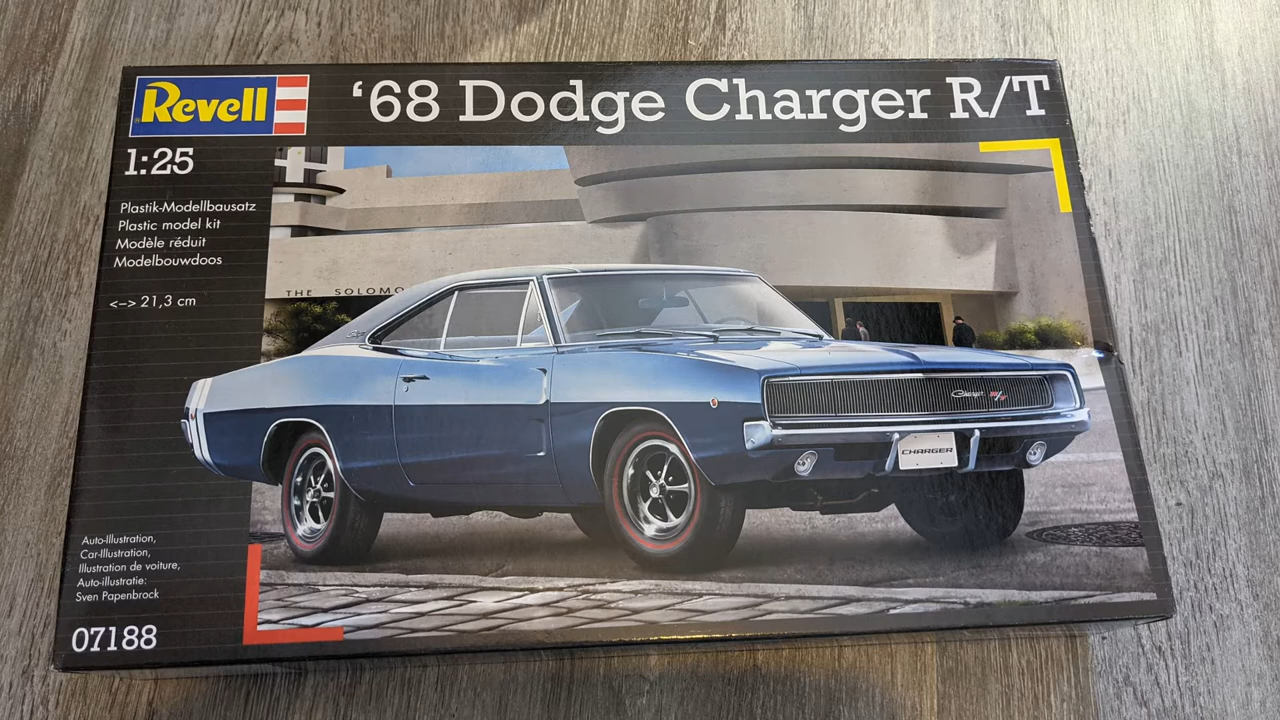 Revell
'68 Dodge Charger R/T
1:25
Plastik-Modellbausatz
Plastic model kit
Modèle réduit
Modelbouwdoos
<-> 21,3 cm
THE SOLOMO
Charger R/T
CHARGER
Auto-Illustration,
Car-Illustration,
Illustration de voiture,
Auto-illustratie:
Sven Papenbrock
07188